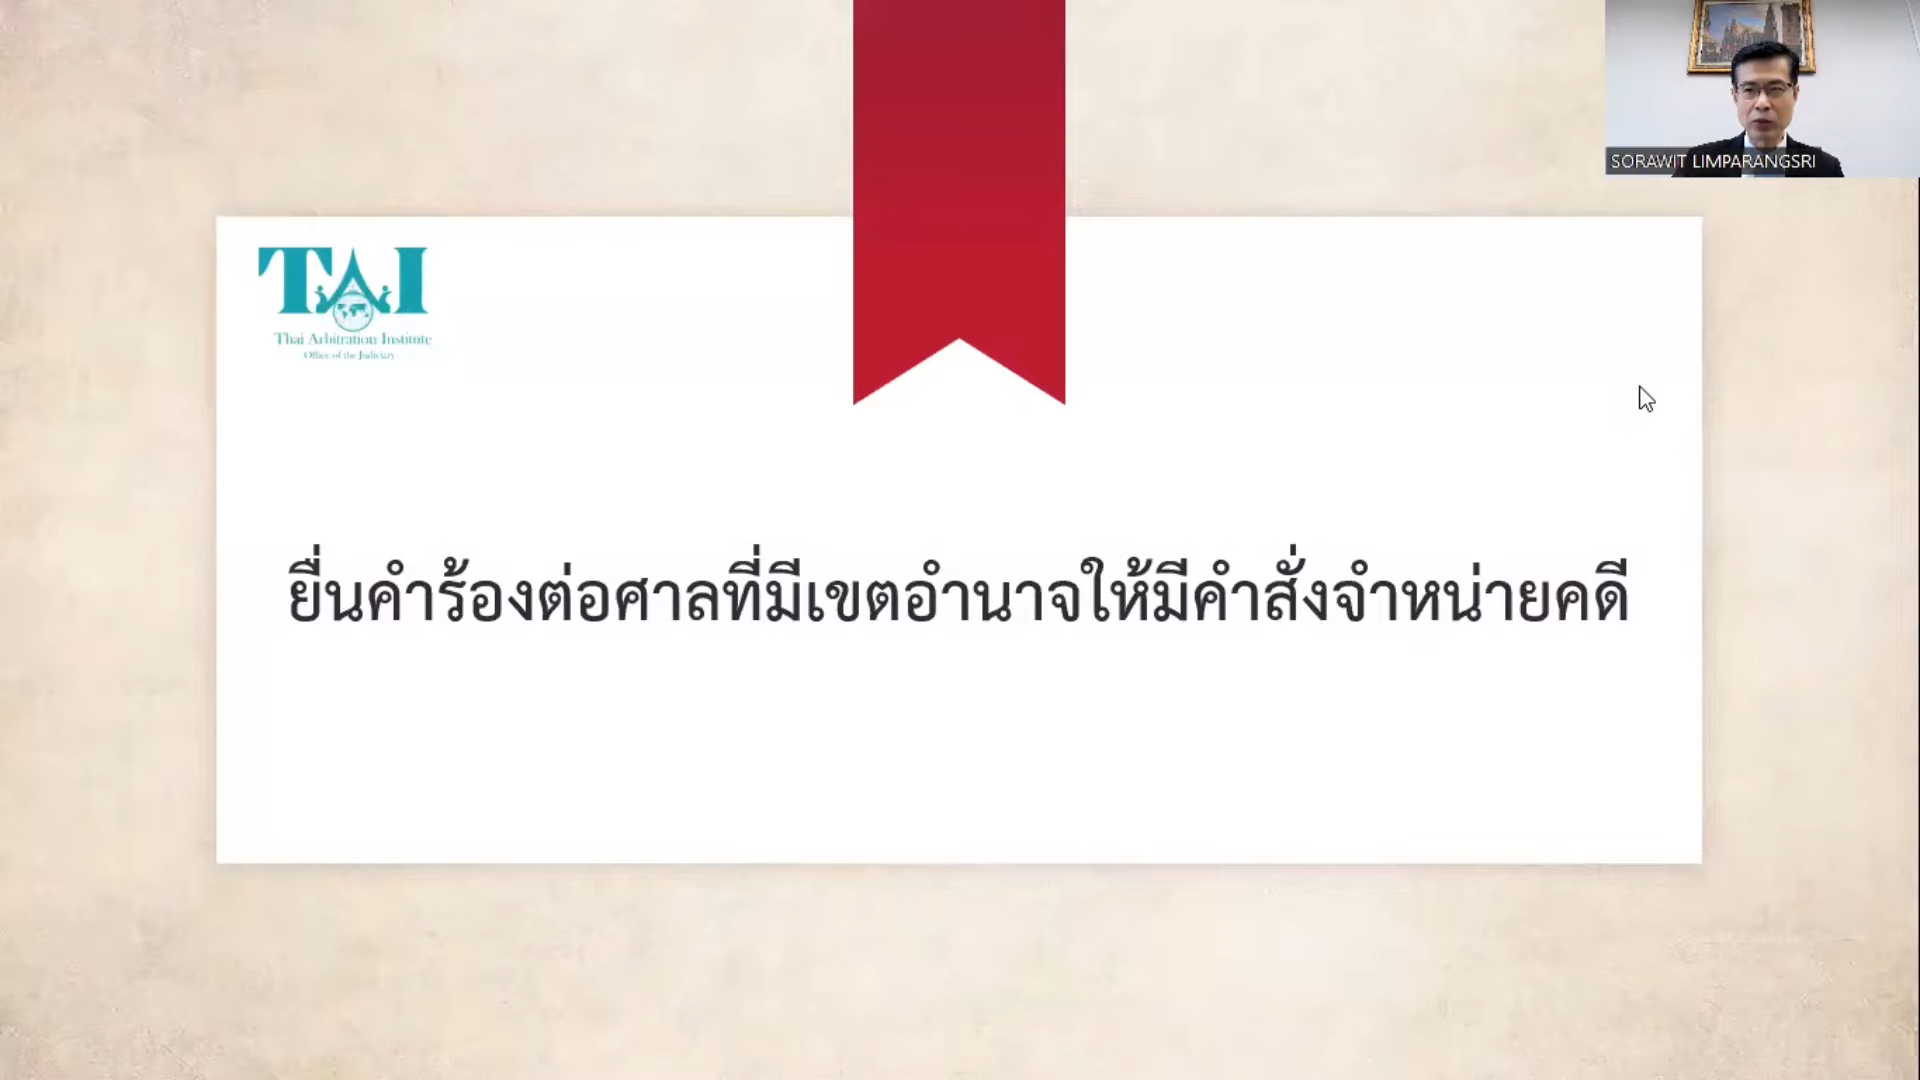 SORAWIT LIMPARANGSRI
TAI
Thai Arbitration Institute
Office of the Judiciary
ยื่นคำร้องต่อศาลที่มีเขตอำนาจให้มีคำสั่งจำหน่ายคดี